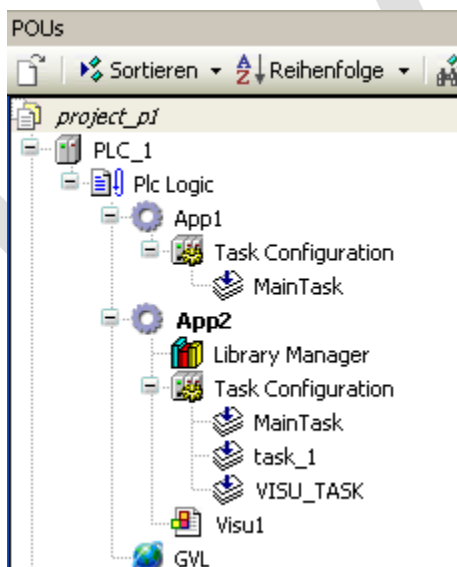 POUs
Sortieren Reihenfolge
project_p1
PLC_1
Plc Logic
App1
Task Configuration
MainTask
App2
Library Manager
Task Configuration
MainTask
task_1
VISU_TASK
Visu1
GVL